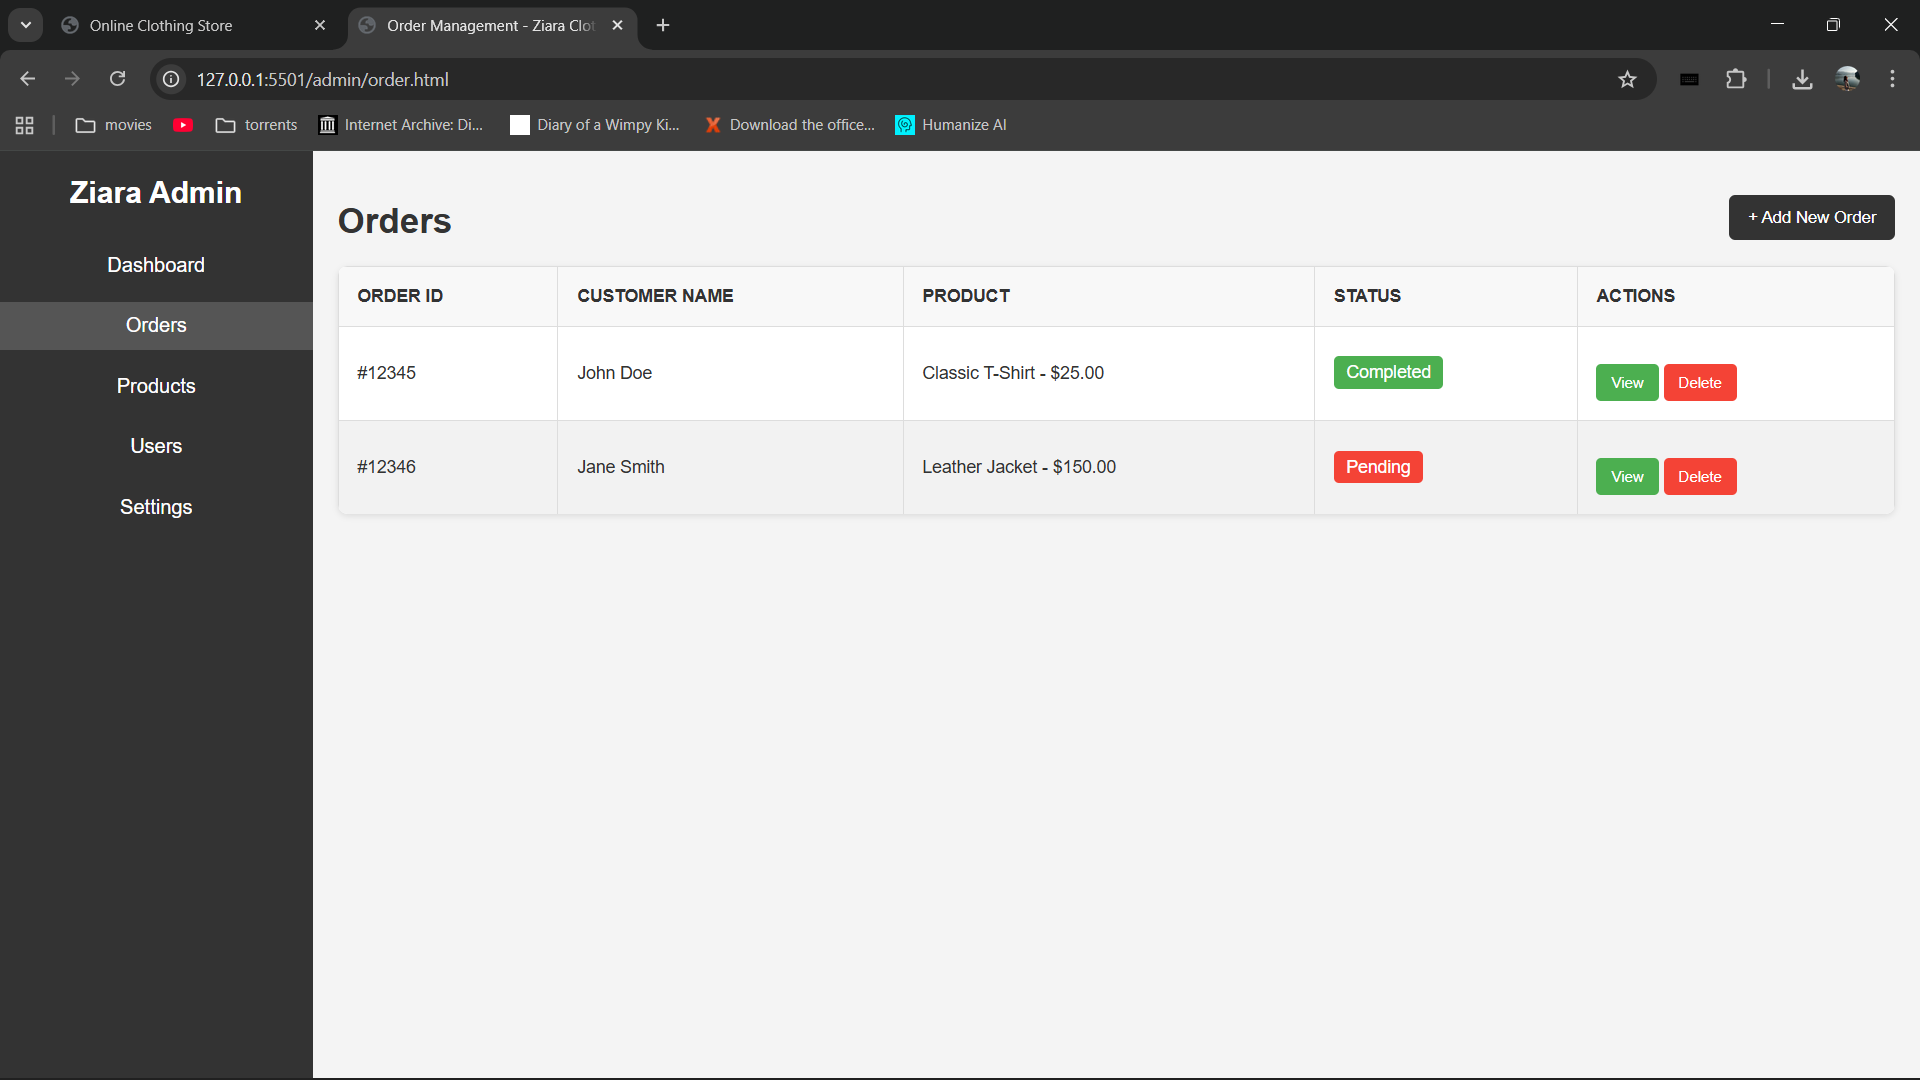 Online Clothing Store
Order Management - Ziara Clot
127.0.0.1:5501/admin/order.html
movies
torrents
Internet Archive: Di...
Diary of a Wimpy Ki...
Download the office...
Humanize AI
Ziara Admin
Dashboard
Orders
Products
Users
Settings
Orders
+ Add New Order
ORDER ID CUSTOMER NAME PRODUCT STATUS ACTIONS
#12345 John Doe Classic T-Shirt - $25.00 Completed View Delete
#12346 Jane Smith Leather Jacket - $150.00 Pending View Delete